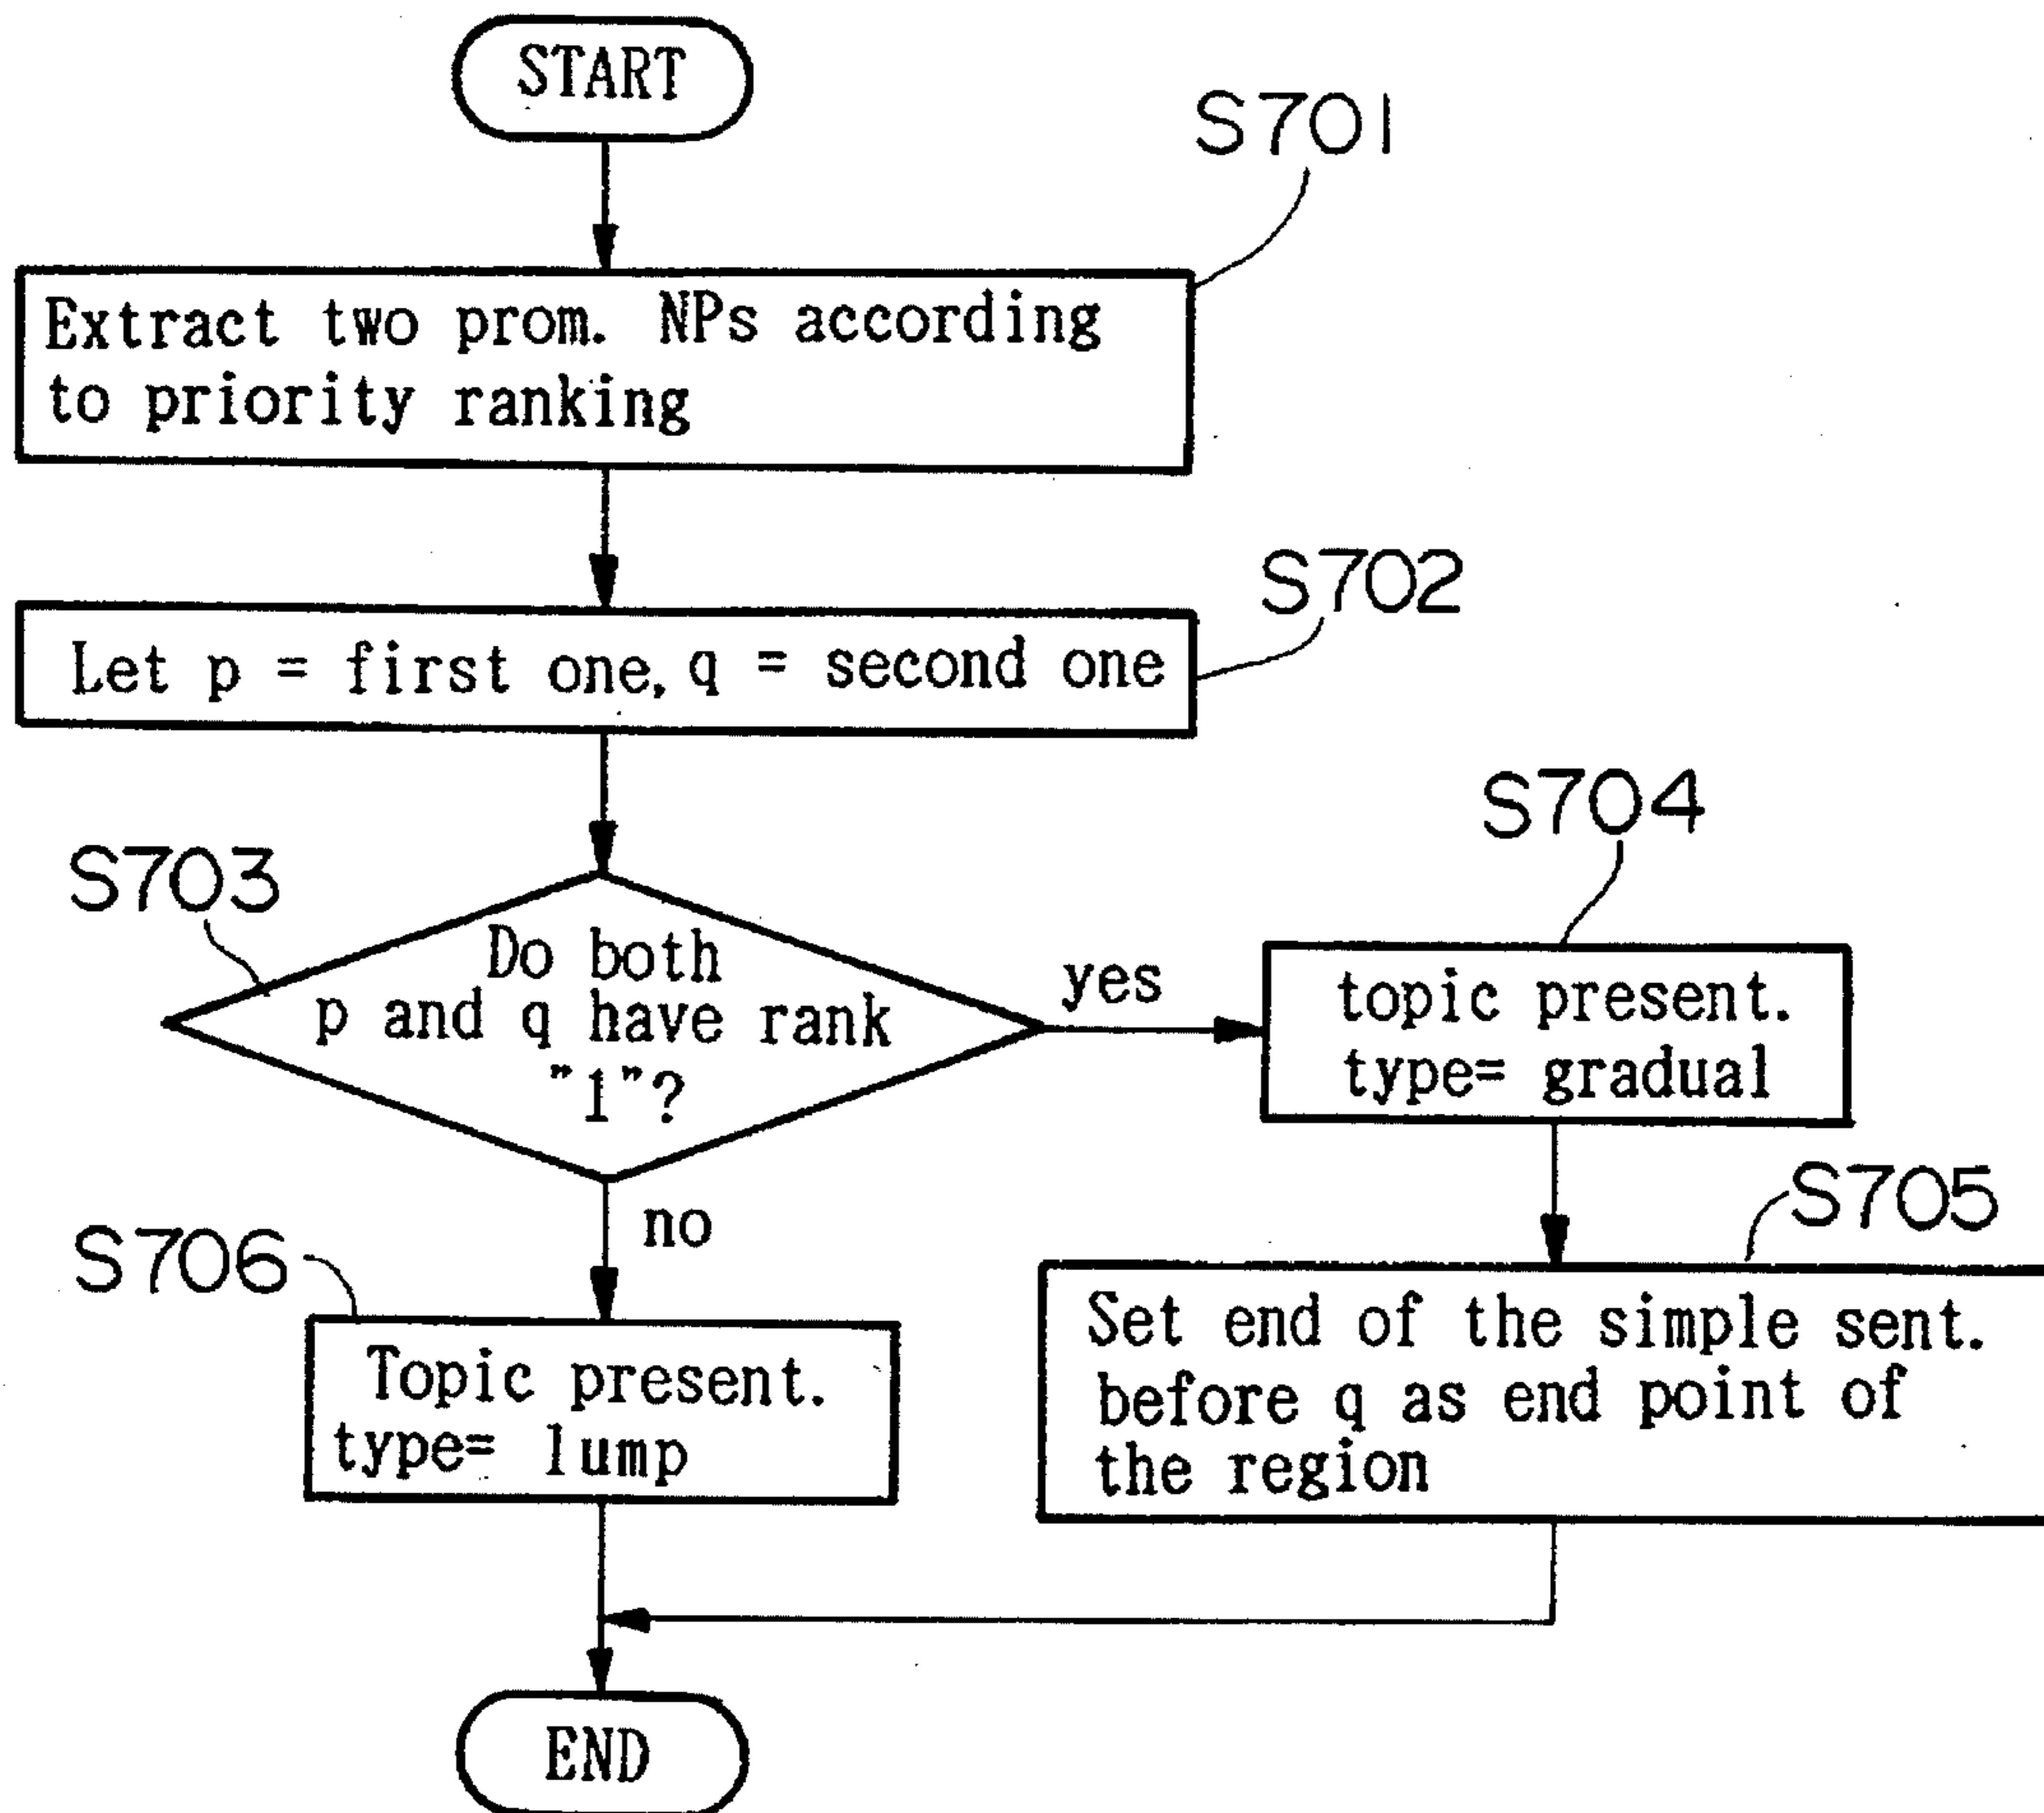 START
S701
Extract two prom. NPs according
to priority ranking
S702
Let p = first one, q = second one
S703
Do both
p and q have rank
"1"?
yes
S704
topic present.
type= gradual
S705
Set end of the simple sent.
before q as end point of
the region
no
S706
Topic present.
type= lump
END